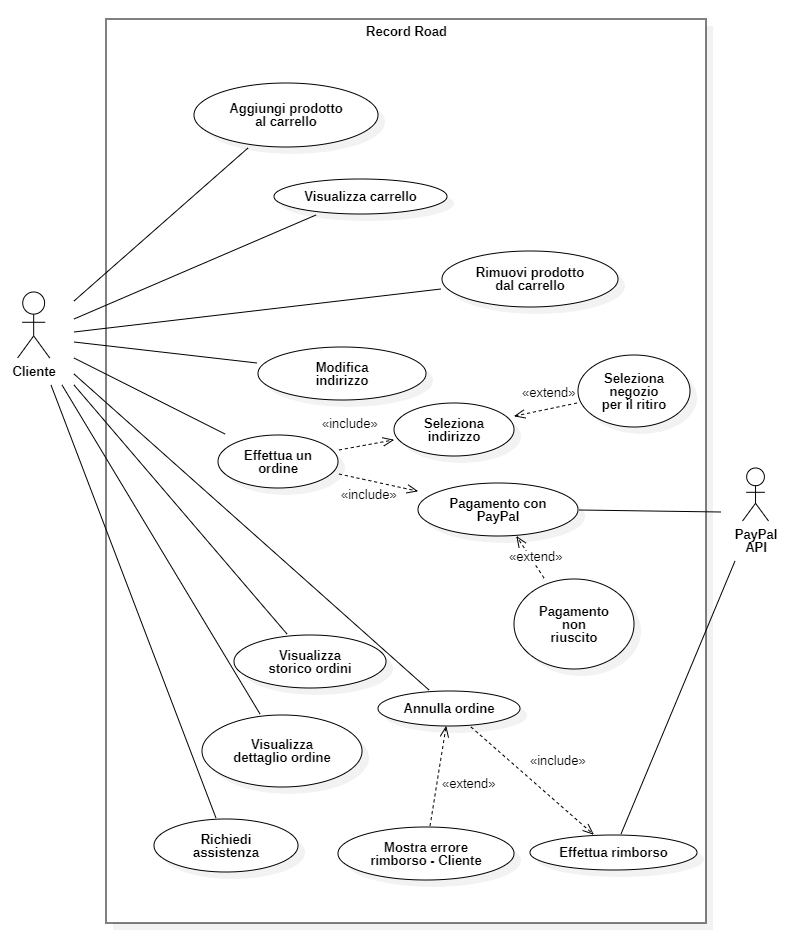 Record Road
Aggiungi prodotto
al carrello
Visualizza carrello
Rimuovi prodotto
dal carrello
Cliente
Modifica
indirizzo
Seleziona
negozio
per il ritiro
«extend»
Seleziona
indirizzo
«include»
Effettua un
ordine
«include»
Pagamento con
PayPal
PayPal
API
«extend»
Pagamento
non
riuscito
Visualizza
storico ordini
Annulla ordine
Visualizza
dettaglio ordine
«include»
«extend»
Richiedi
assistenza
Mostra errore
rimborso - Cliente
Effettua rimborso